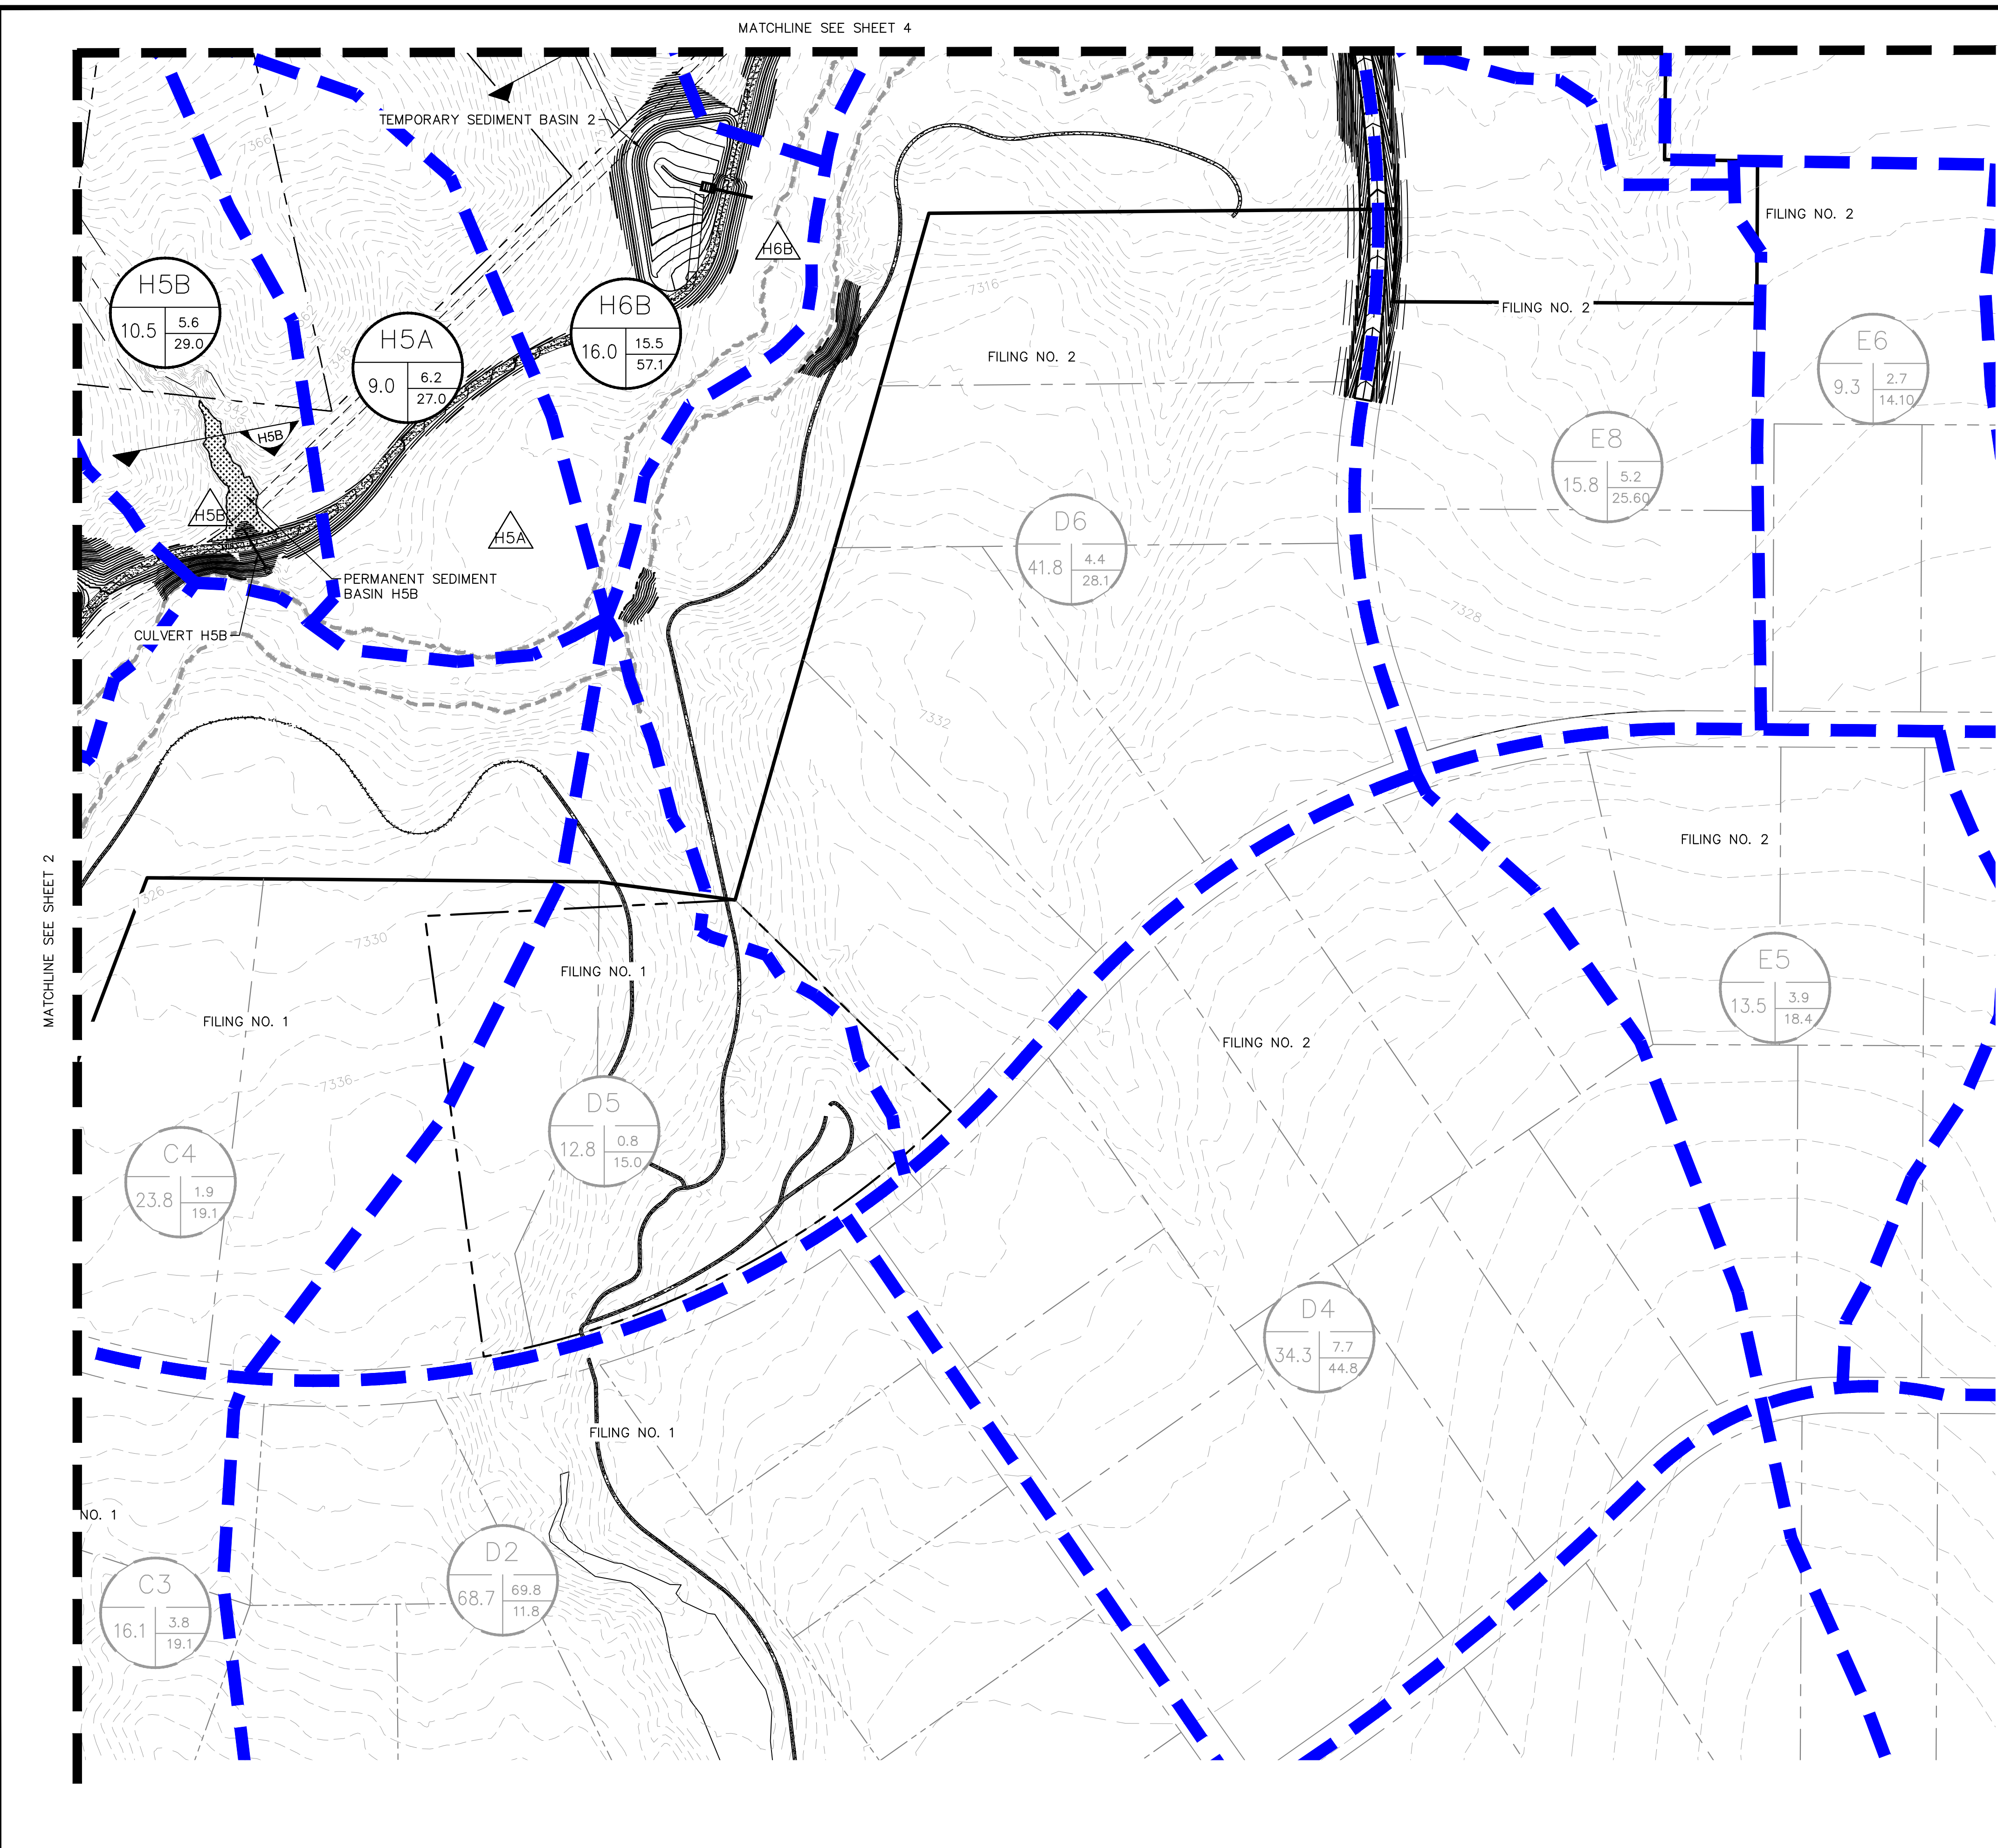 MATCHLINE SEE SHEET 4
TEMPORARY SEDIMENT BASIN 2
7360
FILING NO. 2
H6B
H5B
10.5
5.6
29.0
H6B
16.0
15.5
57.1
7316
FILING NO. 2
H5A
9.0
6.2
27.0
FILING NO. 2
E6
9.3
2.7
14.10
7342
H5B
E8
15.8
5.2
25.60
H5B
H5A
D6
41.8
4.4
28.1
PERMANENT SEDIMENT
BASIN H5B
7328
CULVERT H5B
7332
FILING NO. 2
MATCHLINE SEE SHEET 2
7326
7330
FILING NO. 1
E5
13.5
3.9
18.4
FILING NO. 1
FILING NO. 2
7336
D5
12.8
0.8
15.0
C4
23.8
1.9
19.1
D4
34.3
7.7
44.8
FILING NO. 1
NO. 1
D2
68.7
69.8
11.8
C3
16.1
3.8
19.1